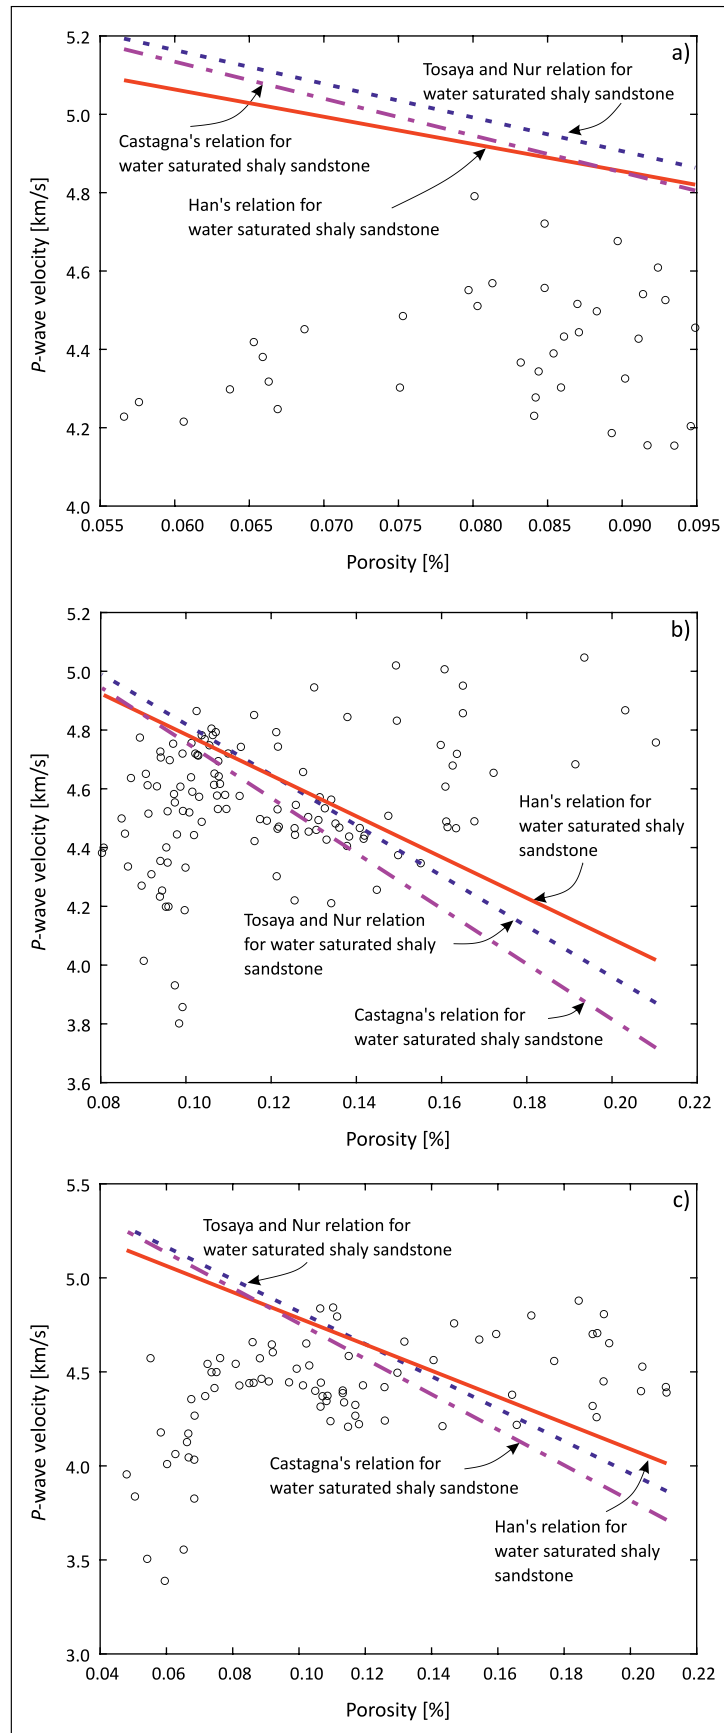 a)
5.2
5.0
4.8
4.6
4.4
4.2
4.0
P-wave velocity [km/s]
Tosaya and Nur relation for
water saturated shaly sandstone
Castagna's relation for
water saturated shaly sandstone
Han's relation for
water saturated shaly sandstone
0.055 0.060 0.065 0.070 0.075 0.080 0.085 0.090 0.095
Porosity [%]
b)
5.2
5.0
4.8
4.6
4.4
4.2
4.0
3.8
3.6
P-wave velocity [km/s]
Han's relation for
water saturated shaly
sandstone
Tosaya and Nur relation
for water saturated shaly
sandstone
Castagna's relation for
water saturated shaly sandstone
0.08 0.10 0.12 0.14 0.16 0.18 0.20 0.22
Porosity [%]
c)
5.5
5.0
4.5
4.0
3.5
3.0
P-wave velocity [km/s]
Tosaya and Nur relation for
water saturated shaly sandstone
Castagna's relation for
water saturated shaly sandstone
Han's relation for
water saturated shaly
sandstone
0.04 0.06 0.08 0.10 0.12 0.14 0.16 0.18 0.20 0.22
Porosity [%]